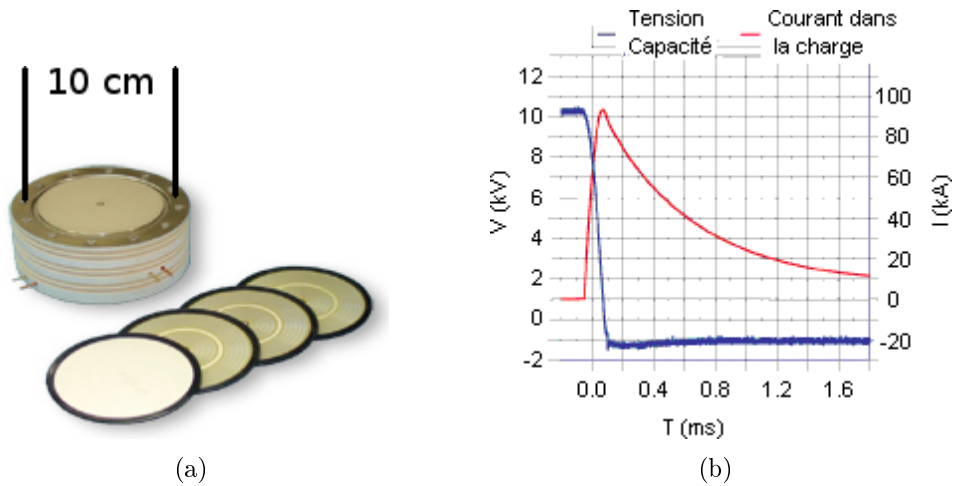 10 cm
Tension Courant dans
Capacité la charge
12
10
8
6
4
2
0
-2
V (kV)
100
80
60
40
20
0
-20
I (kA)
0.0 0.4 0.8 1.2 1.6
T (ms)
(a) (b)